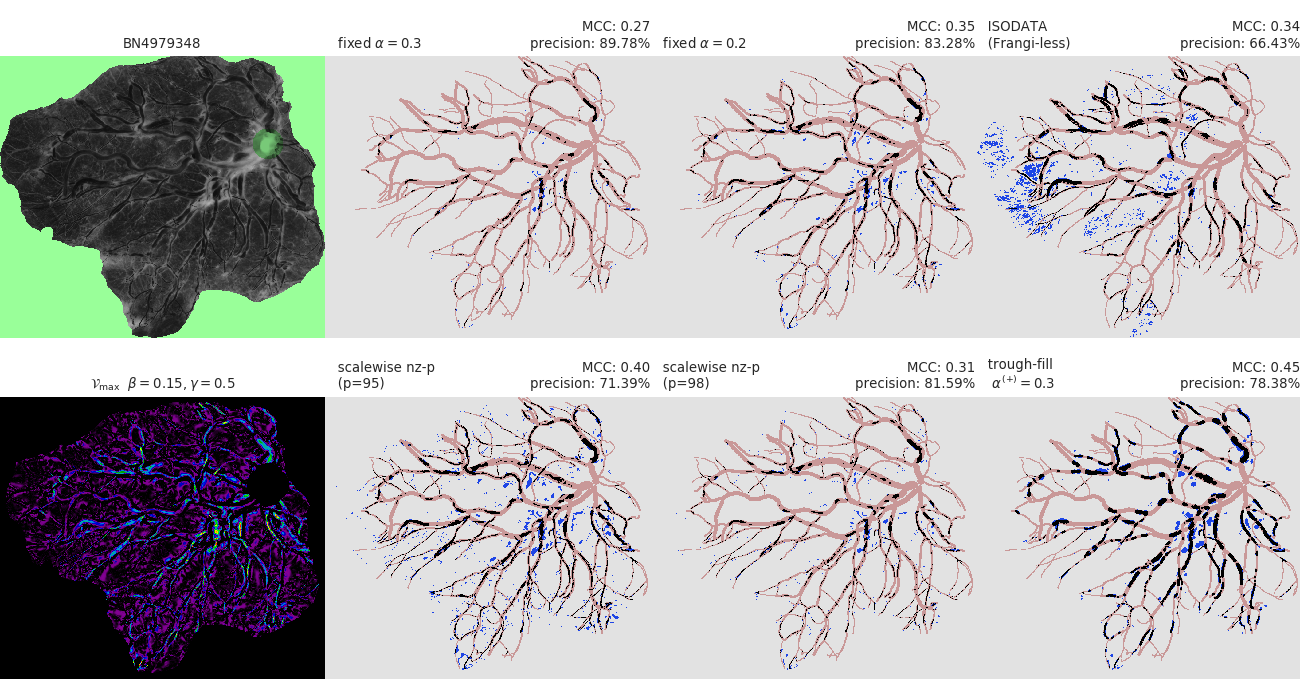 BN4979348
fixed α = 0.3
MCC: 0.27
precision: 89.78%
fixed α = 0.2
MCC: 0.35
precision: 83.28%
ISODATA
(Frangi-less)
MCC: 0.34
precision: 66.43%
𝒱max β = 0.15, γ = 0.5
scalewise nz-p
(p=95)
MCC: 0.40
precision: 71.39%
scalewise nz-p
(p=98)
MCC: 0.31
precision: 81.59%
trough-fill
α(+) = 0.3
MCC: 0.45
precision: 78.38%